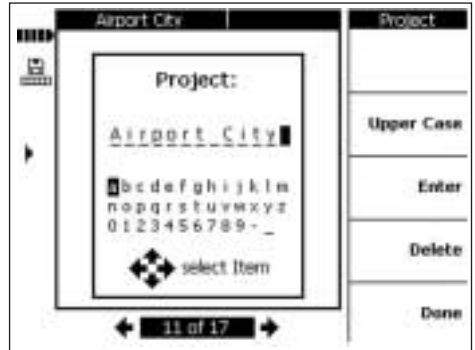 Airport City
Project
Project:
Airport City
Upper Case
abcdefghijklm
Enter
nopqrstuvwxyz
0123456789-_
Delete
select Item
Done
11 of 17